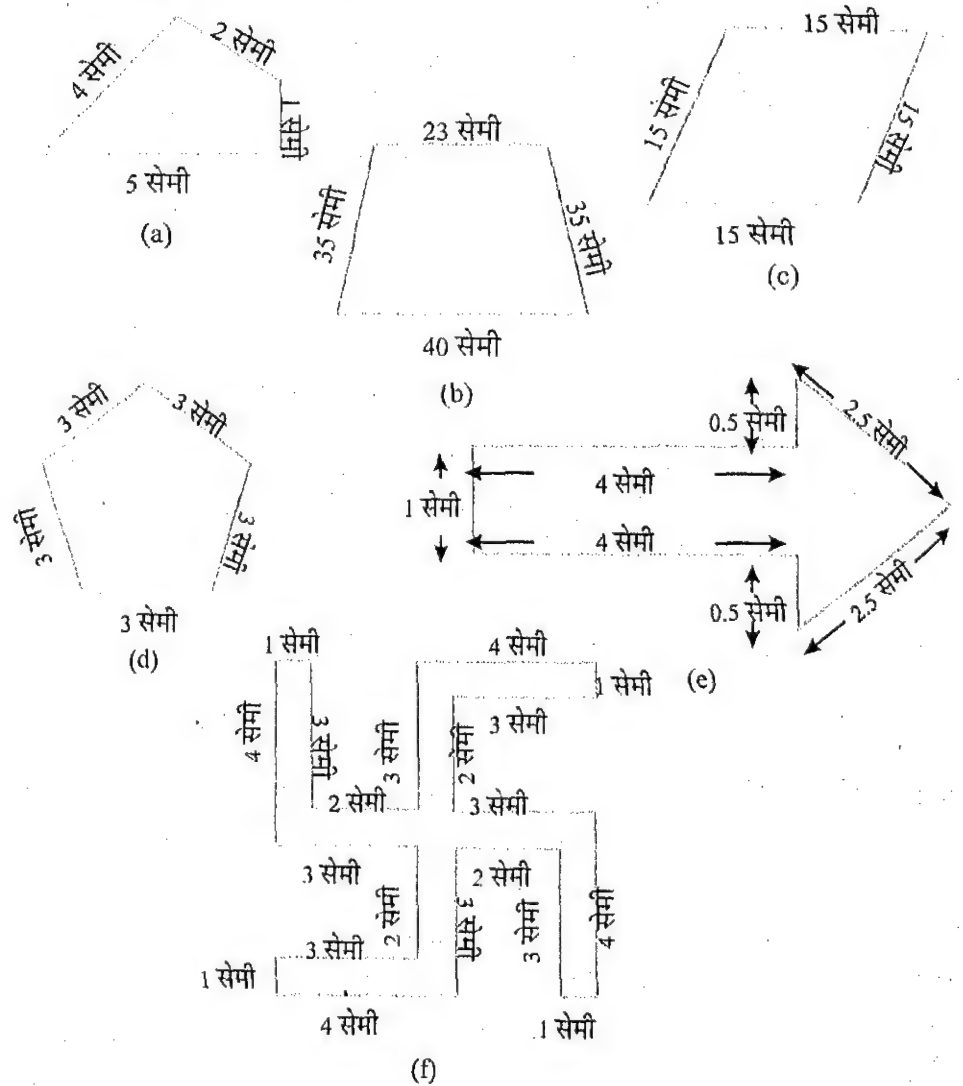 4 सेमी
2 सेमी
1 सेमी
5 सेमी
(a)
23 सेमी
35 सेमी
35 सेमी
40 सेमी
(b)
15 सेमी
15 सेमी
15 सेमी
15 सेमी
(c)
3 सेमी
3 सेमी
3 सेमी
3 सेमी
3 सेमी
(d)
0.5 सेमी
2.5 सेमी
4 सेमी
1 सेमी
4 सेमी
0.5 सेमी
2.5 सेमी
(e)
1 सेमी
4 सेमी
1 सेमी
3 सेमी
4 सेमी
3 सेमी
3 सेमी
2 सेमी
2 सेमी
3 सेमी
3 सेमी
2 सेमी
2 सेमी
3 सेमी
3 सेमी
4 सेमी
3 सेमी
1 सेमी
4 सेमी
1 सेमी
(f)